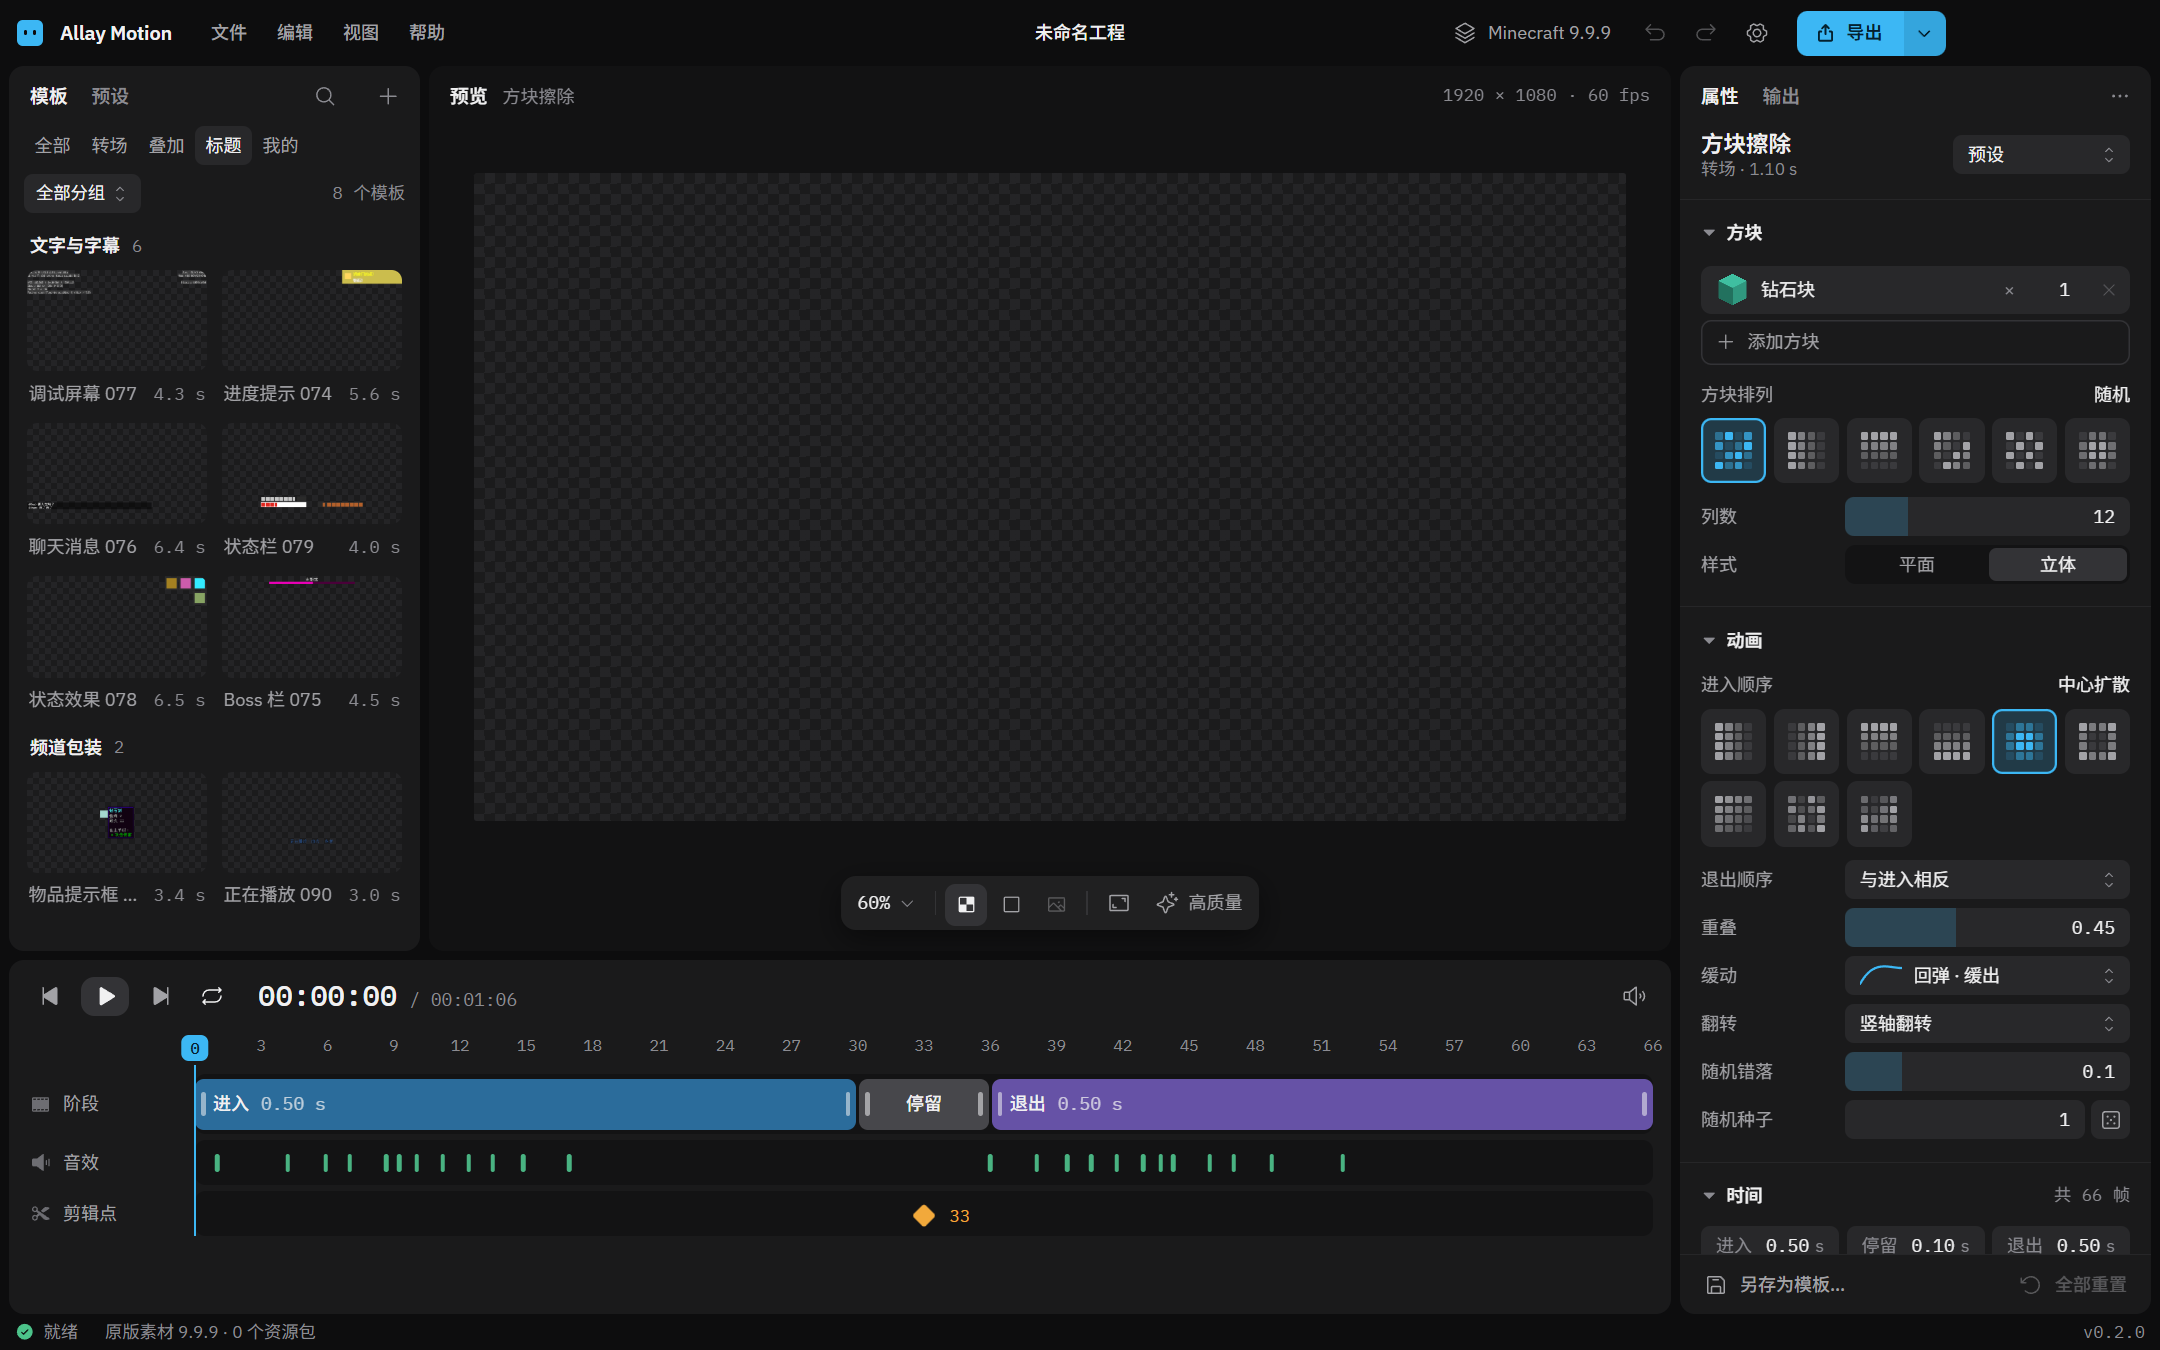 Allay Motion 文件 编辑 视图 帮助 未命名工程 Minecraft 9.9.9 导出
模板 预设
全部 转场 叠加 标题 我的
全部分组 8 个模板
文字与字幕 6
调试屏幕 077 4.3 s 进度提示 074 5.6 s
聊天消息 076 6.4 s 状态栏 079 4.0 s
状态效果 078 6.5 s Boss 栏 075 4.5 s
频道包装 2
物品提示框 ... 3.4 s 正在播放 090 3.0 s
预览 方块擦除 1920 × 1080 · 60 fps
60% 高质量
属性 输出
方块擦除
转场 · 1.10 s
预设
方块
钻石块 × 1
添加方块
方块排列 随机
列数 12
样式 平面 立体
动画
进入顺序 中心扩散
退出顺序 与进入相反
重叠 0.45
缓动 回弹 · 缓出
翻转 竖轴翻转
随机错落 0.1
随机种子 1
时间 共 66 帧
进入 0.50 s 停留 0.10 s 退出 0.50 s
另存为模板... 全部重置
00:00:00 / 00:01:06
0 3 6 9 12 15 18 21 24 27 30 33 36 39 42 45 48 51 54 57 60 63 66
阶段 进入 0.50 s 停留 退出 0.50 s
音效
剪辑点 33
就绪 原版素材 9.9.9 · 0 个资源包 v0.2.0